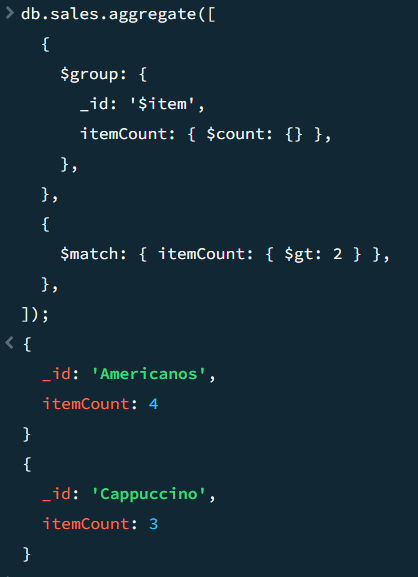 > db.sales.aggregate([
{
$group: {
_id: '$item',
itemCount: { $count: {} },
},
},
{
$match: { itemCount: { $gt: 2 } },
},
]);
< {
_id: 'Americanos',
itemCount: 4
}
{
_id: 'Cappuccino',
itemCount: 3
}